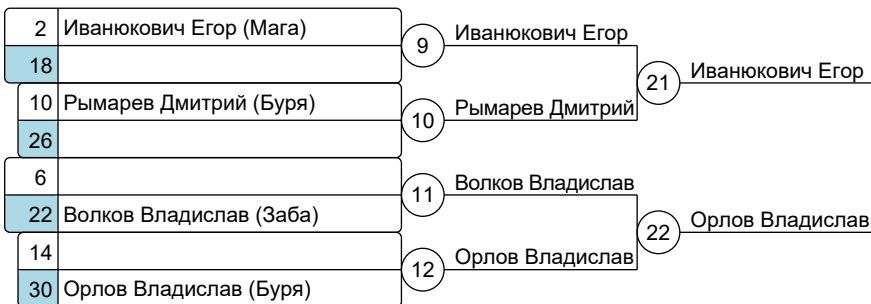 2 Иванюкович Егор (Мага)
18
9 Иванюкович Егор
10 Рымарев Дмитрий (Буря)
26
10 Рымарев Дмитрий
21 Иванюкович Егор
6
22 Волков Владислав (Заба)
11 Волков Владислав
14
30 Орлов Владислав (Буря)
12 Орлов Владислав
22 Орлов Владислав